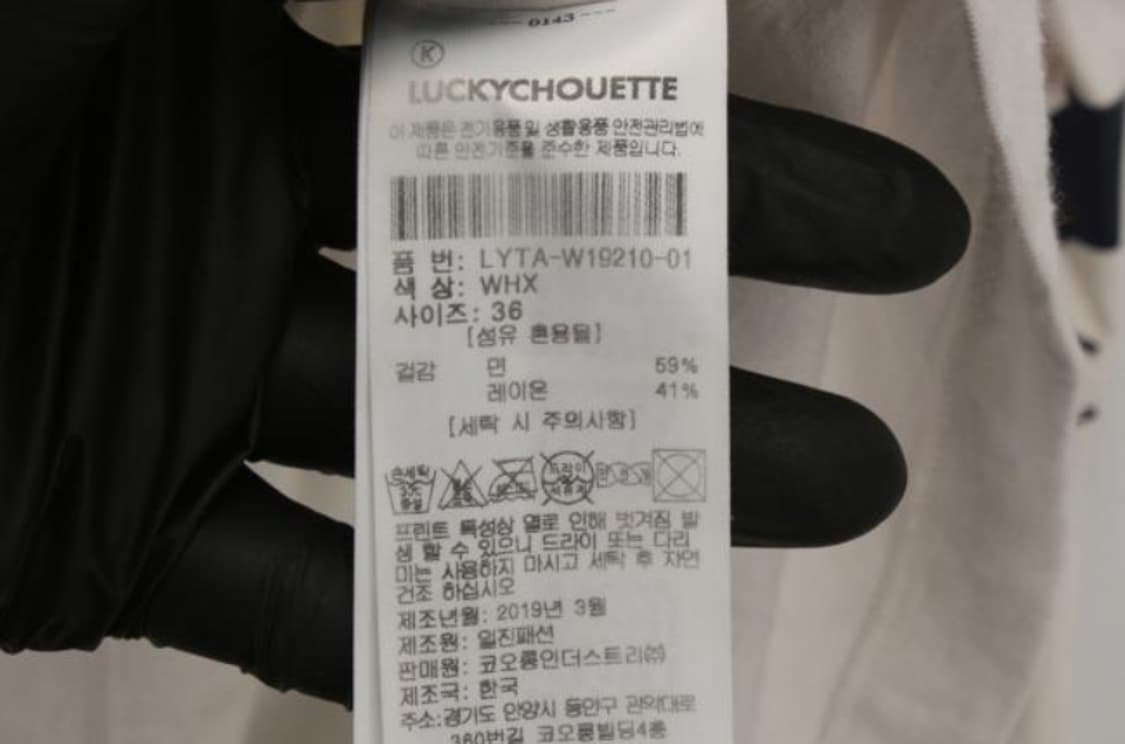 0143
K
LUCKYCHOUETTE
이 제품은 전기용품 및 생활용품 안전관리법에
따른 안전기준을 준수한 제품입니다.
품 번: LYTA-W19210-01
색 상: WHX
사이즈: 36
[섬유 혼용률]
겉감 면 59%
레이온 41%
[세탁 시 주의사항]
손세탁
드라이
프린트 특성상 열로 인해 벗겨짐 발
생 할 수 있으니 드라이 또는 다리
미는 사용하지 마시고 세탁 후 자연
건조 하십시오
제조년월: 2019년 3월
제조원: 일진패션
판매원: 코오롱인더스트리㈜
제조국: 한국
주소:경기도 안양시 동안구 관악대로
360번길 코오롱빌딩4층